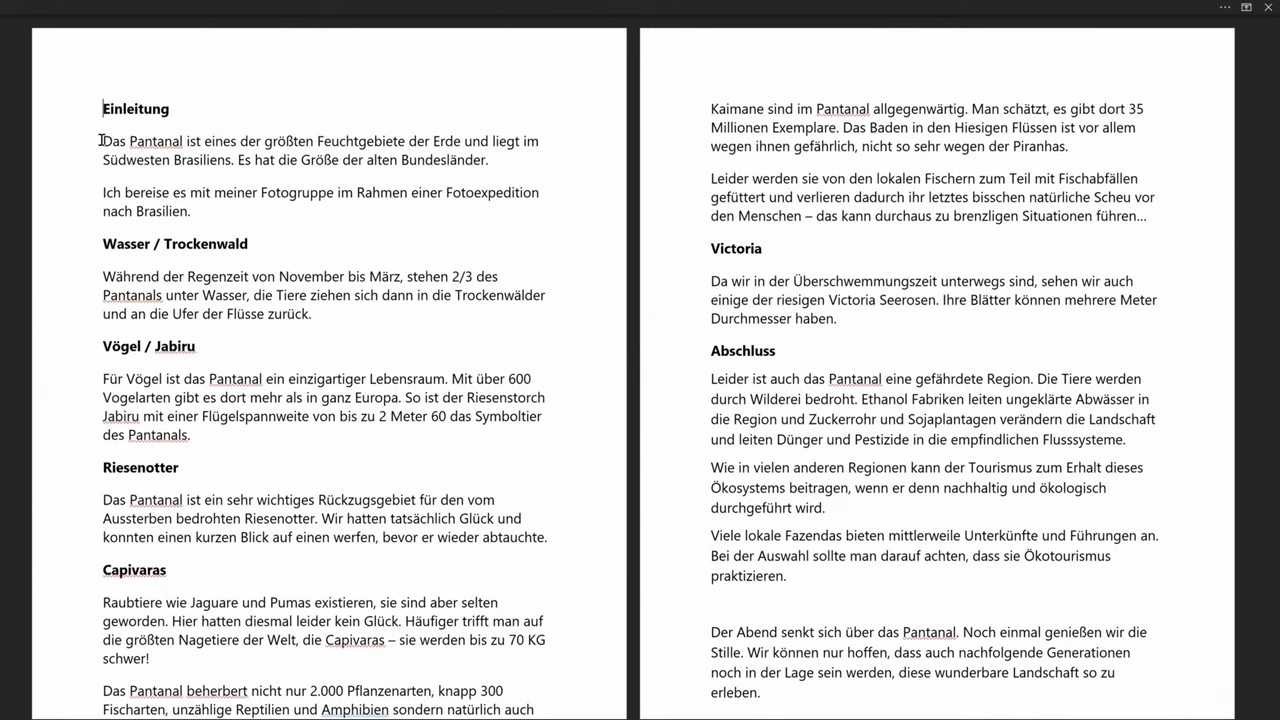 Einleitung
Das Pantanal ist eines der größten Feuchtgebiete der Erde und liegt im
Südwesten Brasiliens. Es hat die Größe der alten Bundesländer.
Ich bereise es mit meiner Fotogruppe im Rahmen einer Fotoexpedition
nach Brasilien.
Wasser / Trockenwald
Während der Regenzeit von November bis März, stehen 2/3 des
Pantanals unter Wasser, die Tiere ziehen sich dann in die Trockenwälder
und an die Ufer der Flüsse zurück.
Vögel / Jabiru
Für Vögel ist das Pantanal ein einzigartiger Lebensraum. Mit über 600
Vogelarten gibt es dort mehr als in ganz Europa. So ist der Riesenstorch
Jabiru mit einer Flügelspannweite von bis zu 2 Meter 60 das Symboltier
des Pantanals.
Riesenotter
Das Pantanal ist ein sehr wichtiges Rückzugsgebiet für den vom
Aussterben bedrohten Riesenotter. Wir hatten tatsächlich Glück und
konnten einen kurzen Blick auf einen werfen, bevor er wieder abtauchte.
Capivaras
Raubtiere wie Jaguare und Pumas existieren, sie sind aber selten
geworden. Hier hatten diesmal leider kein Glück. Häufiger trifft man auf
die größten Nagetiere der Welt, die Capivaras – sie werden bis zu 70 KG
schwer!
Das Pantanal beherbert nicht nur 2.000 Pflanzenarten, knapp 300
Fischarten, unzählige Reptilien und Amphibien sondern natürlich auch
Kaimane sind im Pantanal allgegenwärtig. Man schätzt, es gibt dort 35
Millionen Exemplare. Das Baden in den Hiesigen Flüssen ist vor allem
wegen ihnen gefährlich, nicht so sehr wegen der Piranhas.
Leider werden sie von den lokalen Fischern zum Teil mit Fischabfällen
gefüttert und verlieren dadurch ihr letztes bisschen natürliche Scheu vor
den Menschen – das kann durchaus zu brenzligen Situationen führen...
Victoria
Da wir in der Überschwemmungszeit unterwegs sind, sehen wir auch
einige der riesigen Victoria Seerosen. Ihre Blätter können mehrere Meter
Durchmesser haben.
Abschluss
Leider ist auch das Pantanal eine gefährdete Region. Die Tiere werden
durch Wilderei bedroht. Ethanol Fabriken leiten ungeklärte Abwässer in
die Region und Zuckerrohr und Sojaplantagen verändern die Landschaft
und leiten Dünger und Pestizide in die empfindlichen Flusssysteme.
Wie in vielen anderen Regionen kann der Tourismus zum Erhalt dieses
Ökosystems beitragen, wenn er denn nachhaltig und ökologisch
durchgeführt wird.
Viele lokale Fazendas bieten mittlerweile Unterkünfte und Führungen an.
Bei der Auswahl sollte man darauf achten, dass sie Ökotourismus
praktizieren.
Der Abend senkt sich über das Pantanal. Noch einmal genießen wir die
Stille. Wir können nur hoffen, dass auch nachfolgende Generationen
noch in der Lage sein werden, diese wunderbare Landschaft so zu
erleben.